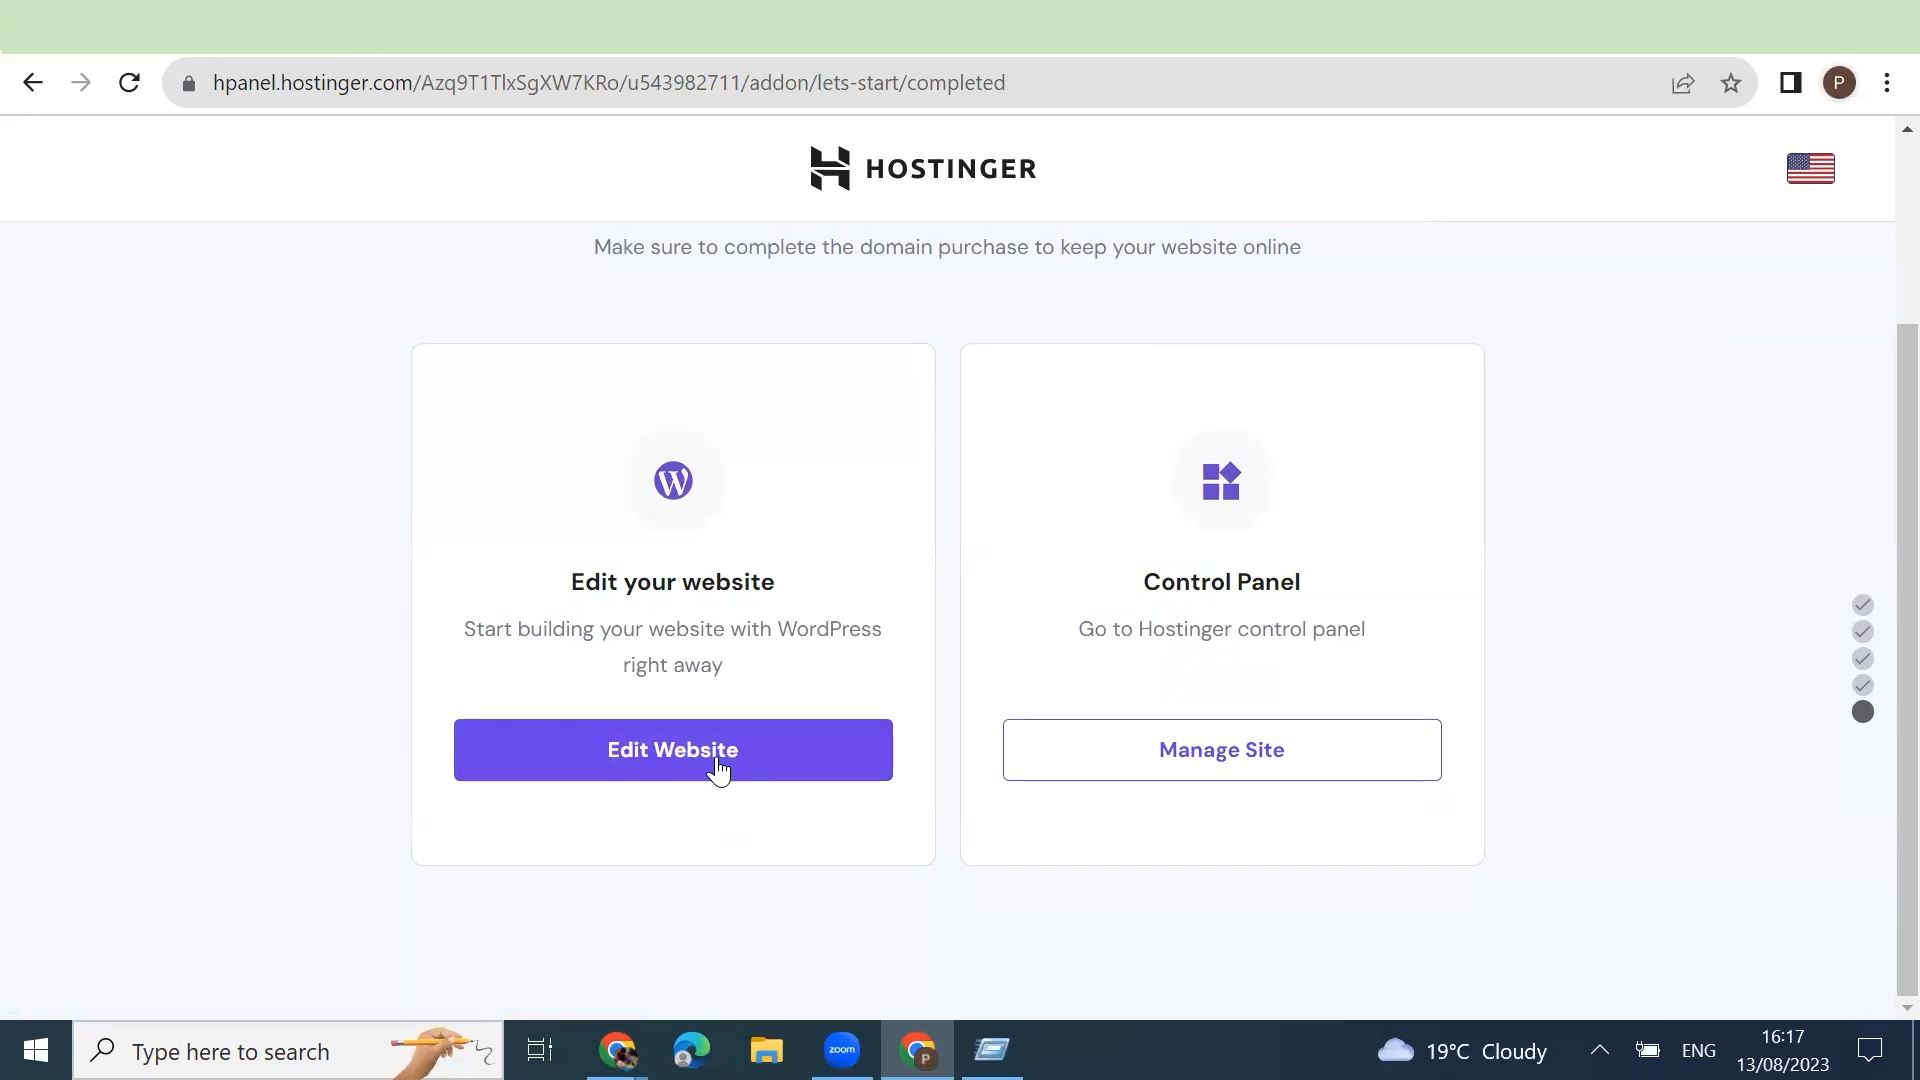 hpanel.hostinger.com/Azq9T1TlxSgXW7KRo/u543982711/addon/lets-start/completed
P
HOSTINGER
Make sure to complete the domain purchase to keep your website online
Edit your website
Start building your website with WordPress
right away
Edit Website
Control Panel
Go to Hostinger control panel
Manage Site
Type here to search
zoom
P
19°C Cloudy
ENG
16:17
13/08/2023